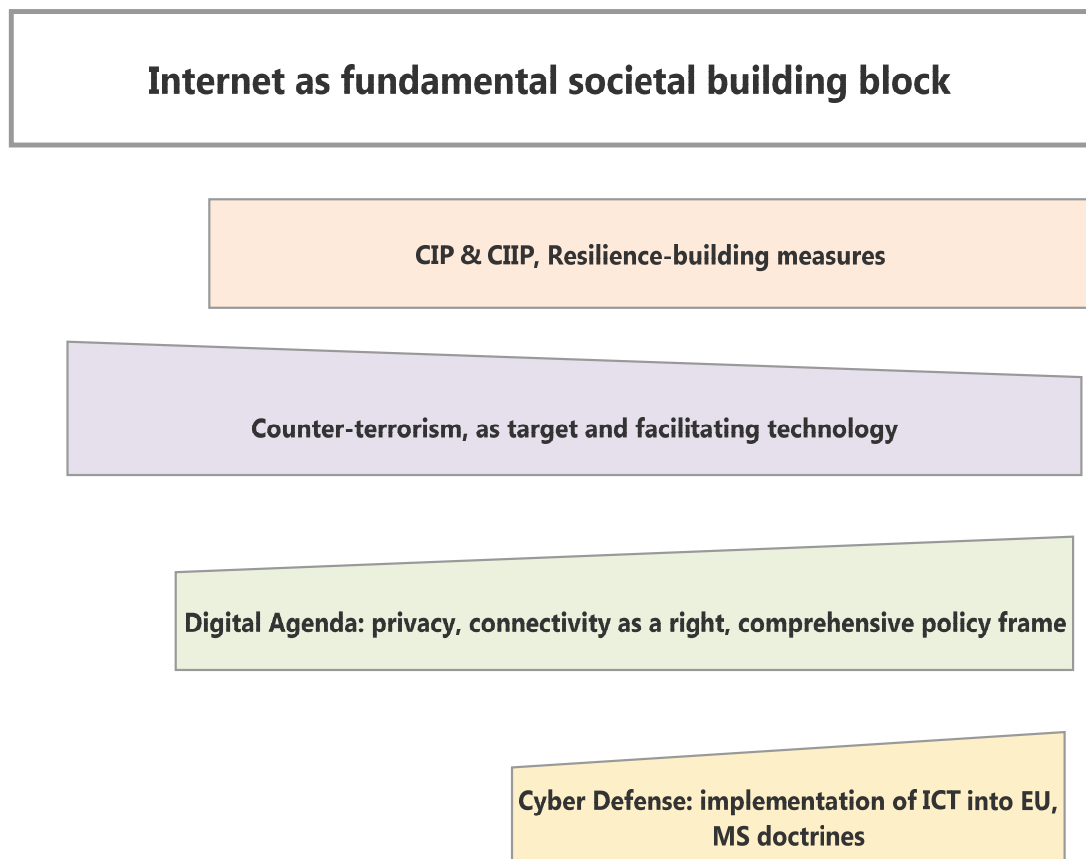 Internet as fundamental societal building block
CIP & CIIP, Resilience-building measures
Counter-terrorism, as target and facilitating technology
Digital Agenda: privacy, connectivity as a right, comprehensive policy frame
Cyber Defense: implementation of ICT into EU,
MS doctrines